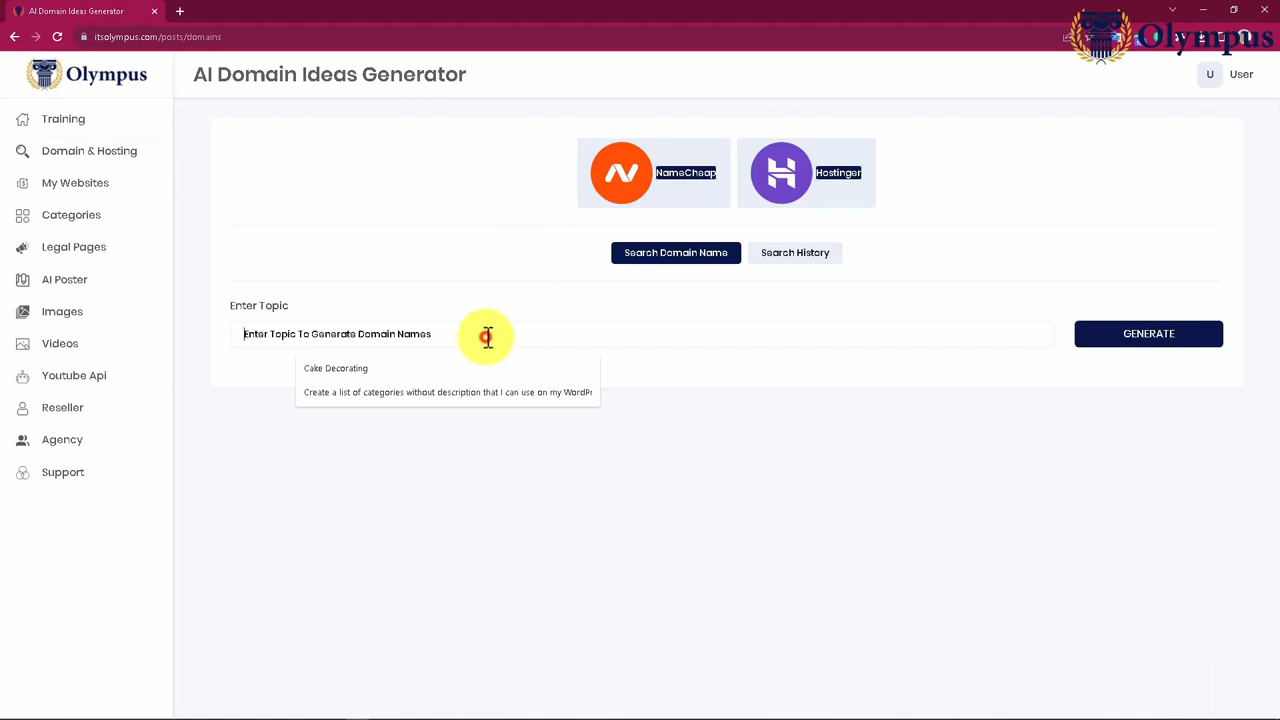 AI Domain Ideas Generator
itsolympus.com/posts/domains
Olympus
Olympus
AI Domain Ideas Generator
U User
Training
Domain & Hosting
My Websites
Categories
Legal Pages
AI Poster
Images
Videos
Youtube Api
Reseller
Agency
Support
NameCheap
Hostinger
Search Domain Name
Search History
Enter Topic
Enter Topic To Generate Domain Names
GENERATE
Cake Decorating
Create a list of categories without description that I can use on my WordPr